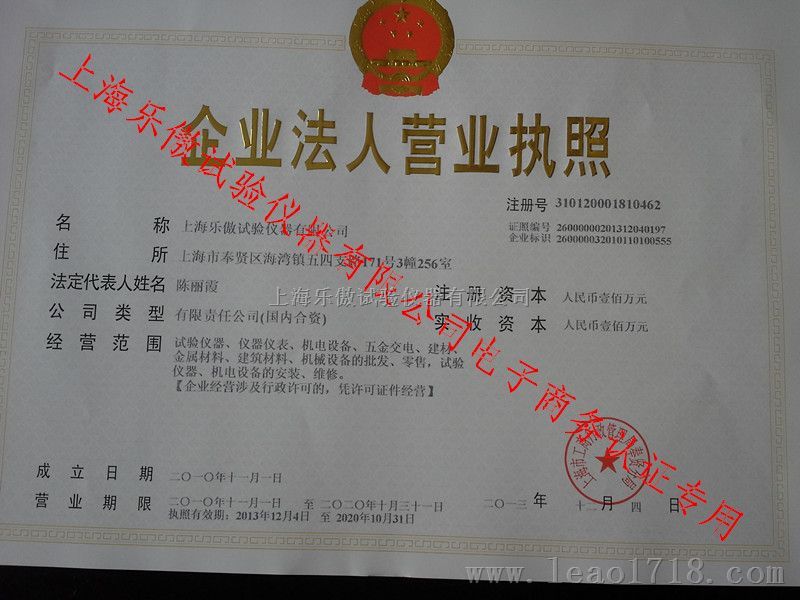 企业法人营业执照
注册号 310120001810462
证照编号 26000000201312040197
企业标识 26000003201011010055​5
名称 上海乐傲试验仪器有限公司
住所 上海市奉贤区海湾镇五四支路171号3幢256室
法定代表人姓名 陈丽霞
注册资本 人民币壹佰万元
公司类型 有限责任公司(国内合资)
实收资本 人民币壹佰万元
经营范围 试验仪器、仪器仪表、机电设备、五金交电、建材、
金属材料、建筑材料、机械设备的批发、零售，试验
仪器、机电设备的安装、维修。
【企业经营涉及行政许可的，凭许可证件经营】
成立日期 二〇一〇年十一月一日
营业期限 二〇一〇年十一月一日 至 二〇二〇年十月三十一日
执照有效期：2013年12月4日 至 2020年10月31日
二〇一三年十二月四日
上海乐傲试验仪器有限公司电子商务认证专用
上海乐傲试验仪器有限公司
www.leao1718.com